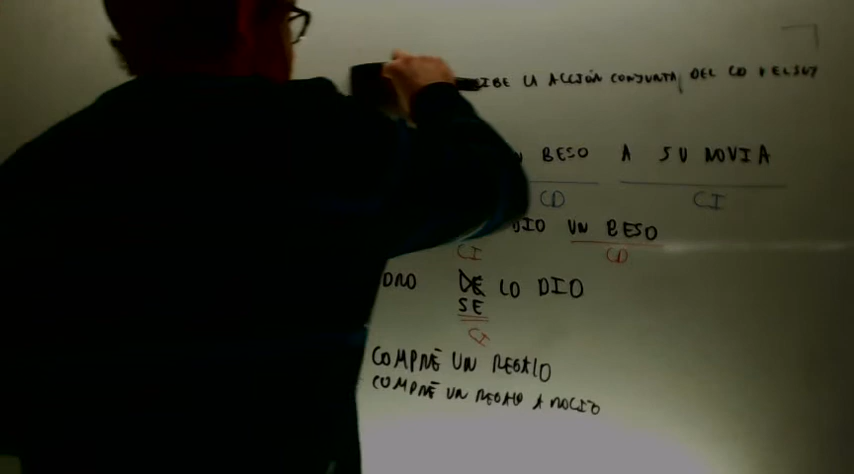 IBE LA ACCIÓN CONJUNTA, DEL CD Y EL SUJ
BESO A SU NOVIA
CD CI
DIO UN BESO
CI CD
DRO DE LO DIO
SE
CI
COMPRÉ UN REGALO
COMPRÉ UN REGALO A ROCÍO